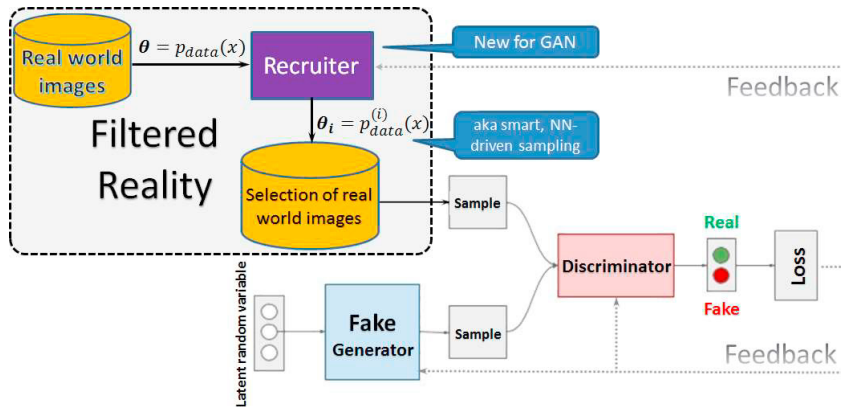 Real world
images
θ = p_data(x)
Recruiter
New for GAN
Feedback
θ_i = p_data^(i)(x)
aka smart, NN-
driven sampling
Filtered
Reality
Selection of real
world images
Sample
Real
Discriminator
Loss
Fake
Latent random variable
Fake
Generator
Sample
Feedback